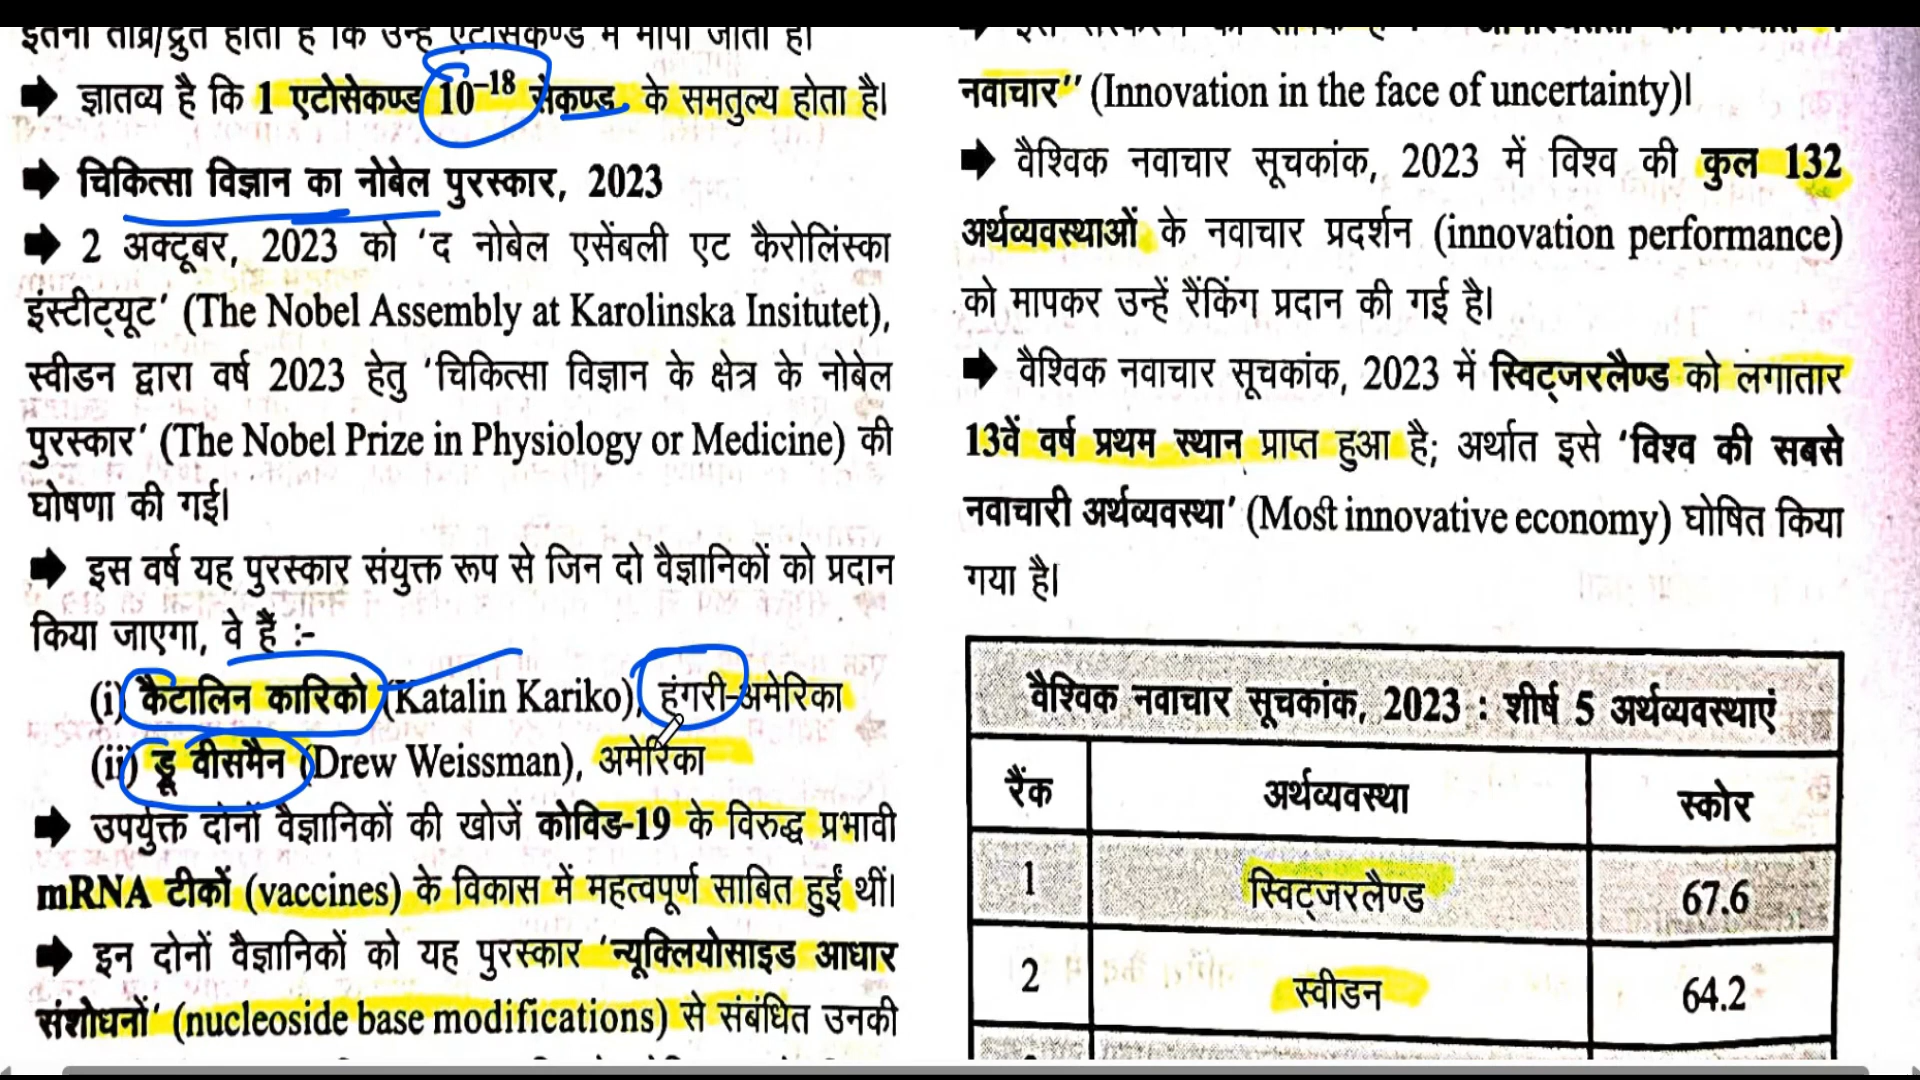 इतना तीव्र/द्रुत होता है कि उन्हें एटोसेकण्ड में मापा जाता है।
ज्ञातव्य है कि 1 एटोसेकण्ड 10⁻¹⁸ सेकण्ड के समतुल्य होता है।
चिकित्सा विज्ञान का नोबेल पुरस्कार, 2023
2 अक्टूबर, 2023 को 'द नोबेल एसेंबली एट कैरोलिंस्का
इंस्टीट्यूट' (The Nobel Assembly at Karolinska Insitutet),
स्वीडन द्वारा वर्ष 2023 हेतु 'चिकित्सा विज्ञान के क्षेत्र के नोबेल
पुरस्कार' (The Nobel Prize in Physiology or Medicine) की
घोषणा की गई।
इस वर्ष यह पुरस्कार संयुक्त रूप से जिन दो वैज्ञानिकों को प्रदान
किया जाएगा, वे हैं :-
(i) कैटालिन कारिको (Katalin Kariko), हंगरी-अमेरिका
(ii) ड्रू वीसमैन (Drew Weissman), अमेरिका
उपर्युक्त दोनों वैज्ञानिकों की खोजें कोविड-19 के विरुद्ध प्रभावी
mRNA टीकों (vaccines) के विकास में महत्वपूर्ण साबित हुईं थीं।
इन दोनों वैज्ञानिकों को यह पुरस्कार 'न्यूक्लियोसाइड आधार
संशोधनों' (nucleoside base modifications) से संबंधित उनकी
नवाचार'' (Innovation in the face of uncertainty)।
वैश्विक नवाचार सूचकांक, 2023 में विश्व की कुल 132
अर्थव्यवस्थाओं के नवाचार प्रदर्शन (innovation performance)
को मापकर उन्हें रैंकिंग प्रदान की गई है।
वैश्विक नवाचार सूचकांक, 2023 में स्विट्जरलैण्ड को लगातार
13वें वर्ष प्रथम स्थान प्राप्त हुआ है; अर्थात इसे 'विश्व की सबसे
नवाचारी अर्थव्यवस्था' (Most innovative economy) घोषित किया
गया है।
वैश्विक नवाचार सूचकांक, 2023 : शीर्ष 5 अर्थव्यवस्थाएं
रैंक अर्थव्यवस्था स्कोर
1 स्विट्जरलैण्ड 67.6
2 स्वीडन 64.2